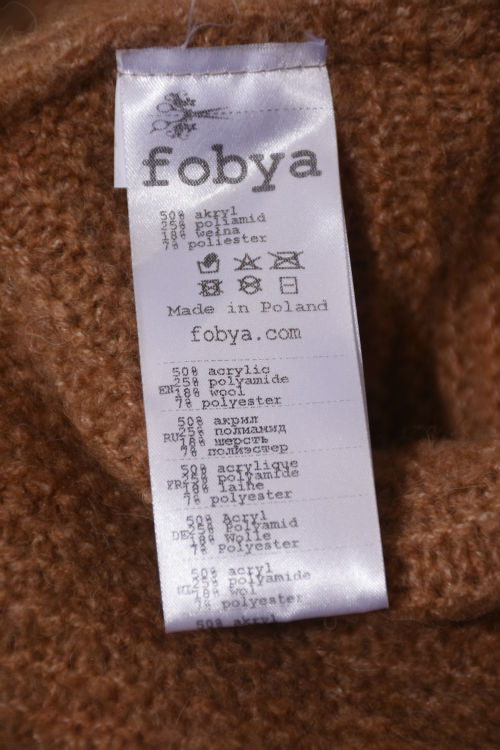 fobya
50% akryl
25% poliamid
18% wełna
7% poliester
Made in Poland
fobya.com
50% acrylic
25% polyamide
EN 18% wool
7% polyester
50% акрил
25% полиамид
RU 18% шерсть
7% полиэстер
50% acrylique
25% polyamide
FR 18% laine
7% polyester
50% Acryl
25% Polyamid
DE 18% Wolle
7% Polyester
50% acryl
25% polyamide
18% wol
7% polyester
50% akryl